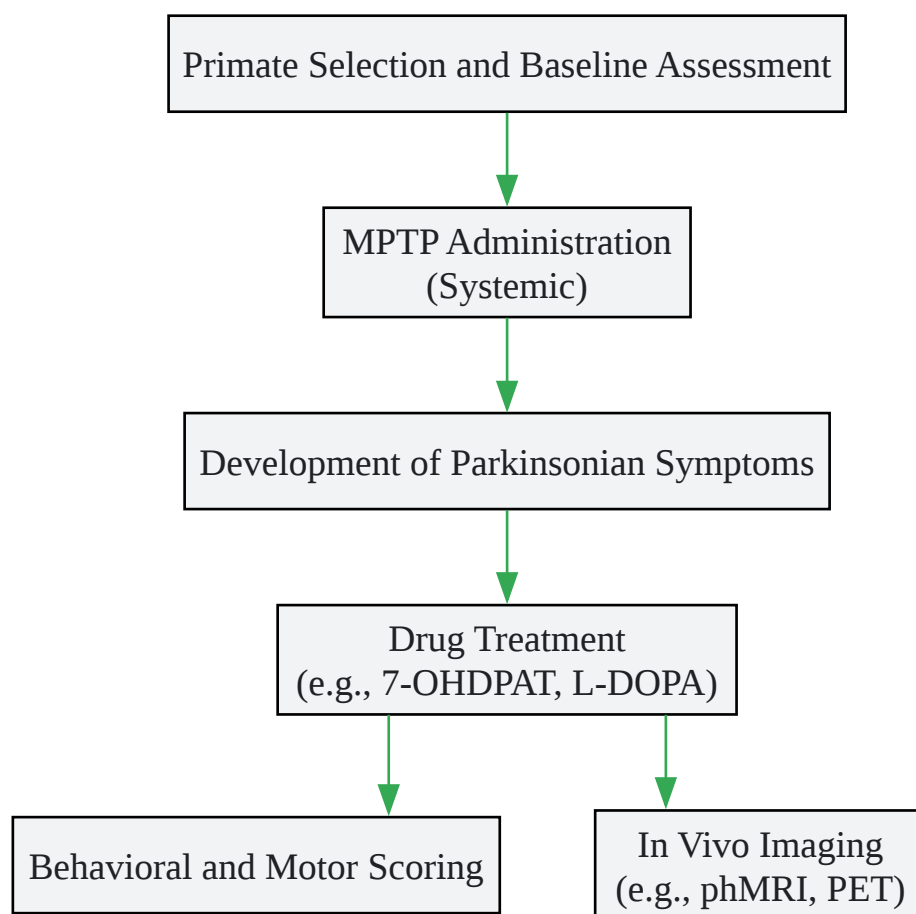 Primate Selection and Baseline Assessment
MPTP Administration
(Systemic)
Development of Parkinsonian Symptoms
Drug Treatment
(e.g., 7-OHDPAT, L-DOPA)
Behavioral and Motor Scoring
In Vivo Imaging
(e.g., phMRI, PET)